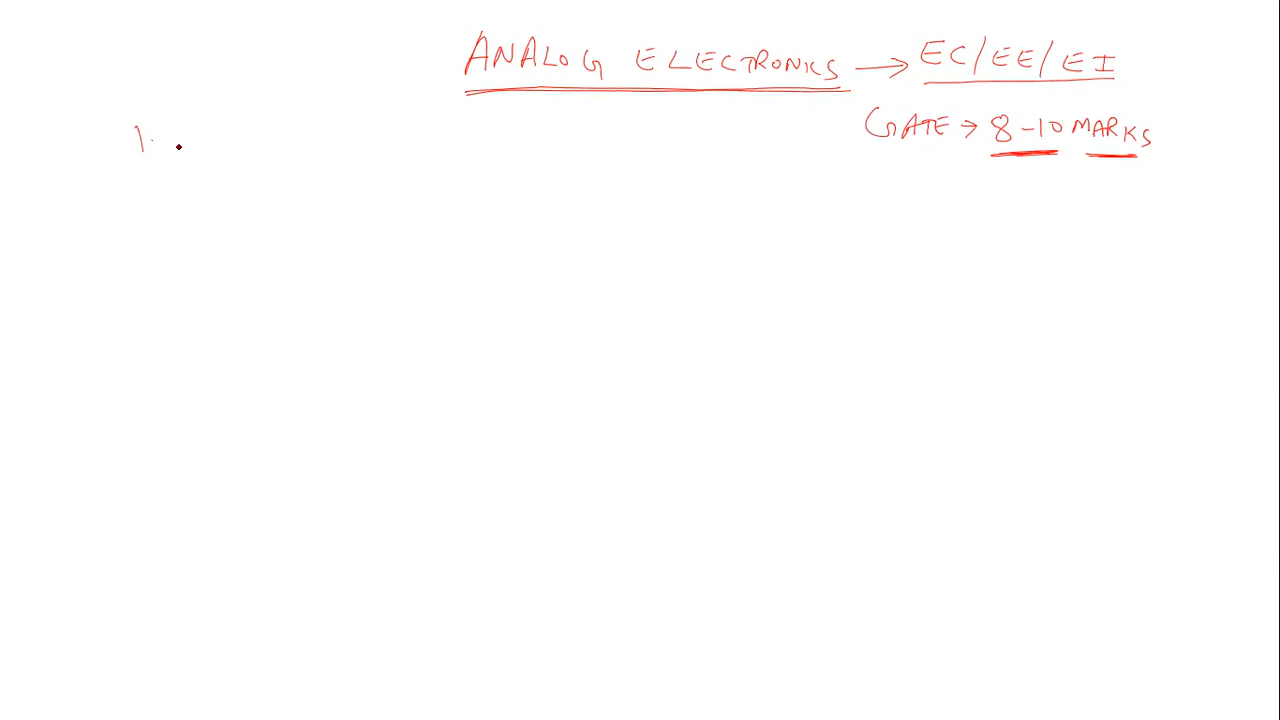 ANALOG ELECTRONICS → EC/EE/EI
GATE → 8-10 MARKS
1.